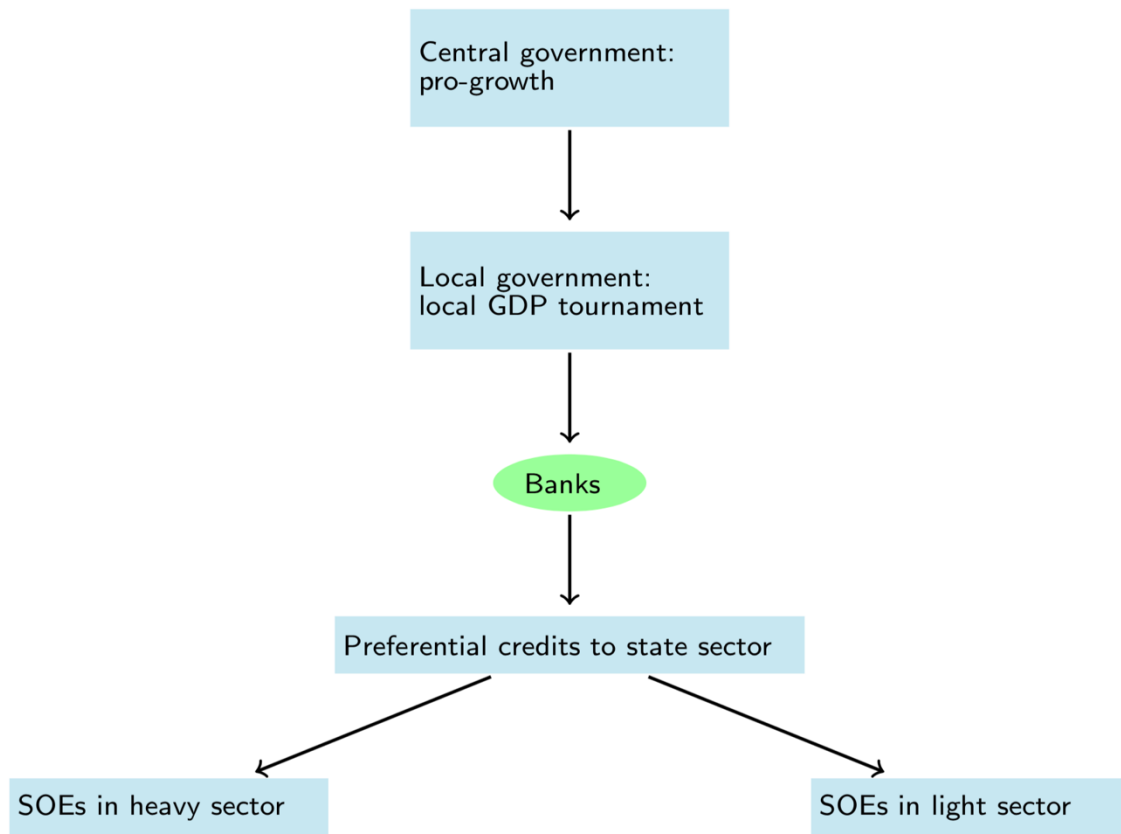 Central government:
pro-growth
Local government:
local GDP tournament
Banks
Preferential credits to state sector
SOEs in heavy sector
SOEs in light sector